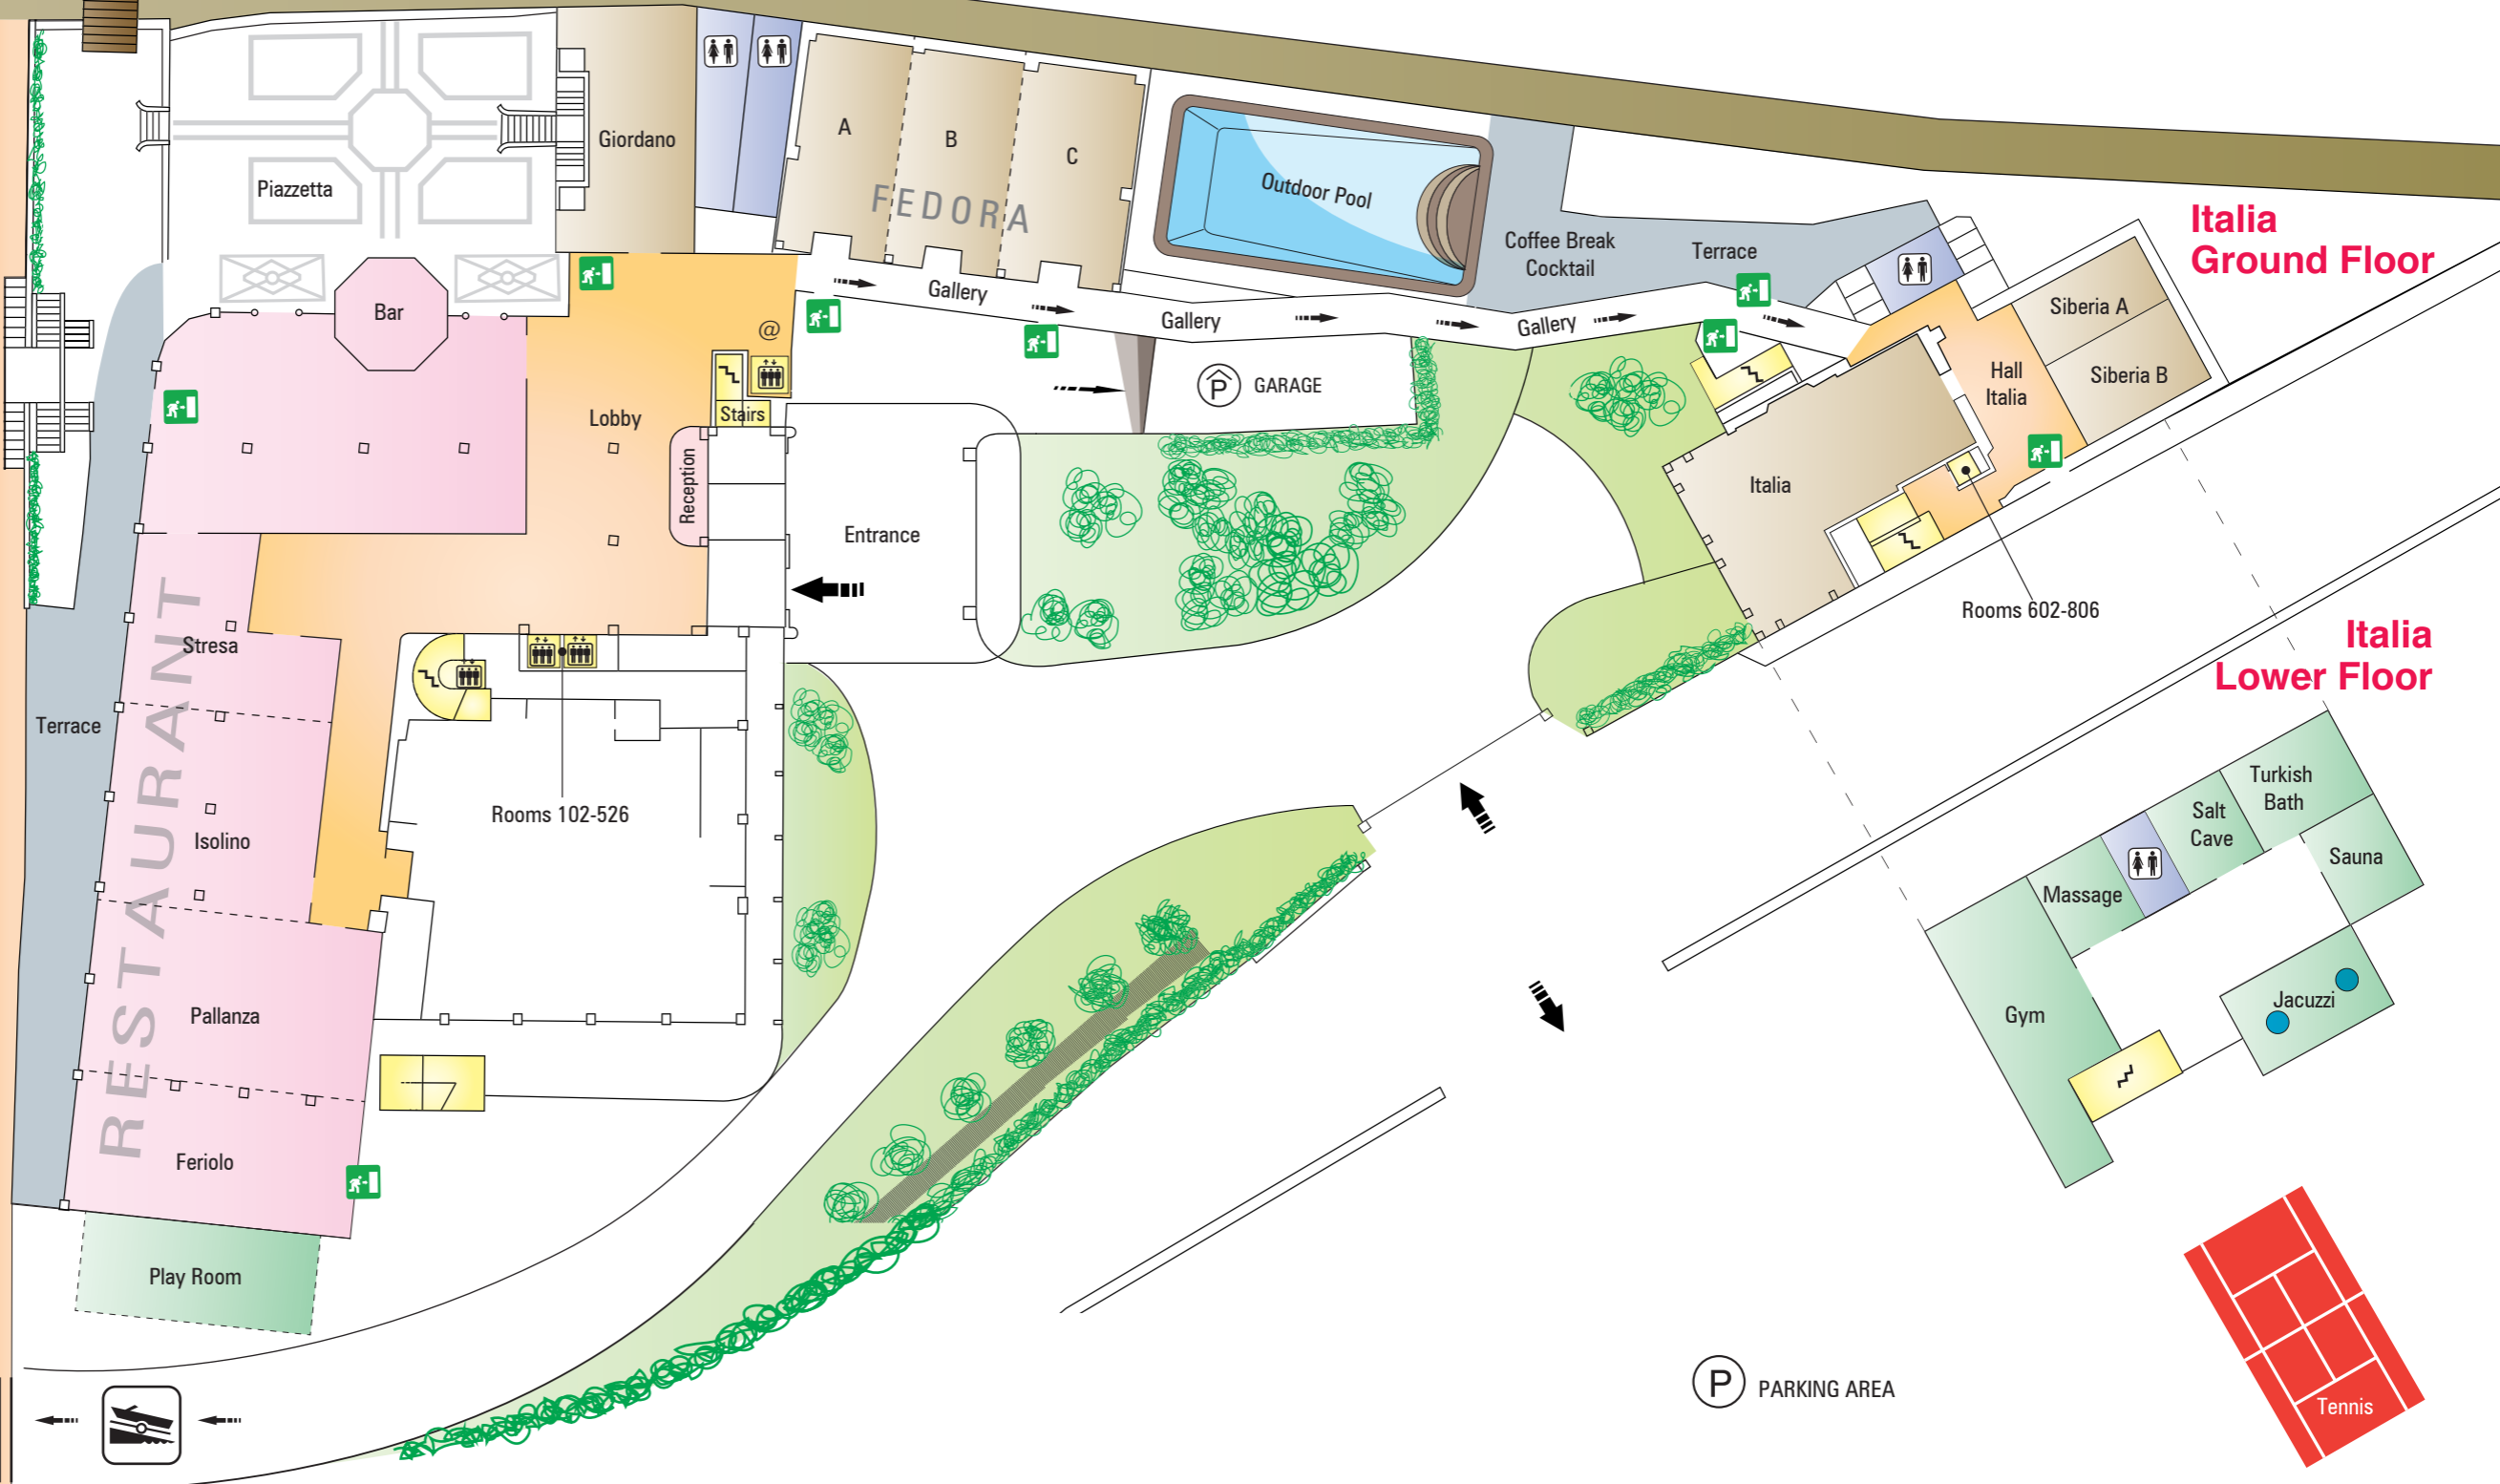 Giordano
A
B
C
FEDORA
Piazzetta
Outdoor Pool
Coffee Break
Cocktail
Terrace
Italia
Ground Floor
Bar
Gallery
Gallery
Gallery
@
Siberia A
Siberia B
Hall
Italia
P
GARAGE
Lobby
Stairs
Reception
Entrance
Italia
Rooms 602-806
Italia
Lower Floor
RESTAURANT
Stresa
Terrace
Rooms 102-526
Isolino
Pallanza
Feriolo
Play Room
Turkish
Bath
Salt
Cave
Sauna
Massage
Gym
Jacuzzi
P
PARKING AREA
Tennis